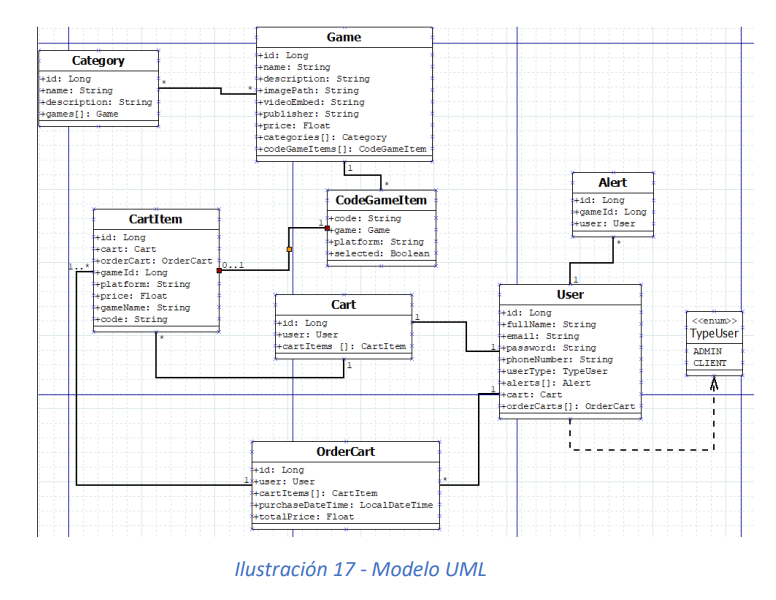 Game
+id: Long
+name: String
+description: String
+imagePath: String
+videoEmbed: String
+publisher: String
+price: Float
+categories[]: Category
+codeGameItems[]: CodeGameItem
Category
+id: Long
+name: String
+description: String
+games[]: Game
*
*
1
*
CodeGameItem
+code: String
+game: Game
+platform: String
+selected: Boolean
1
0..1
Alert
+id: Long
+gameId: Long
+user: User
*
1
CartItem
+id: Long
+cart: Cart
+orderCart: OrderCart
+gameId: Long
+platform: String
+price: Float
+gameName: String
+code: String
1..*
*
Cart
+id: Long
+user: User
+cartItems []: CartItem
1
1
1
User
+id: Long
+fullName: String
+email: String
+password: String
+phoneNumber: String
+userType: TypeUser
+alerts[]: Alert
+cart: Cart
+orderCarts[]: OrderCart
1
<<enum>>
TypeUser
ADMIN
CLIENT
OrderCart
+id: Long
+user: User
+cartItems[]: CartItem
+purchaseDateTime: LocalDateTime
+totalPrice: Float
1
*
Ilustración 17 - Modelo UML